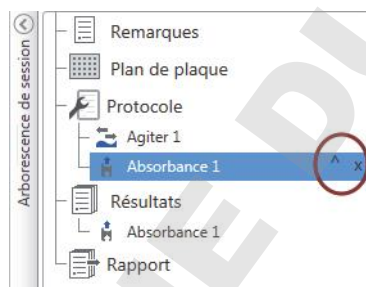 Arborescence de session
Remarques
Plan de plaque
Protocole
Agiter 1
Absorbance 1 ^ x
Résultats
Absorbance 1
Rapport